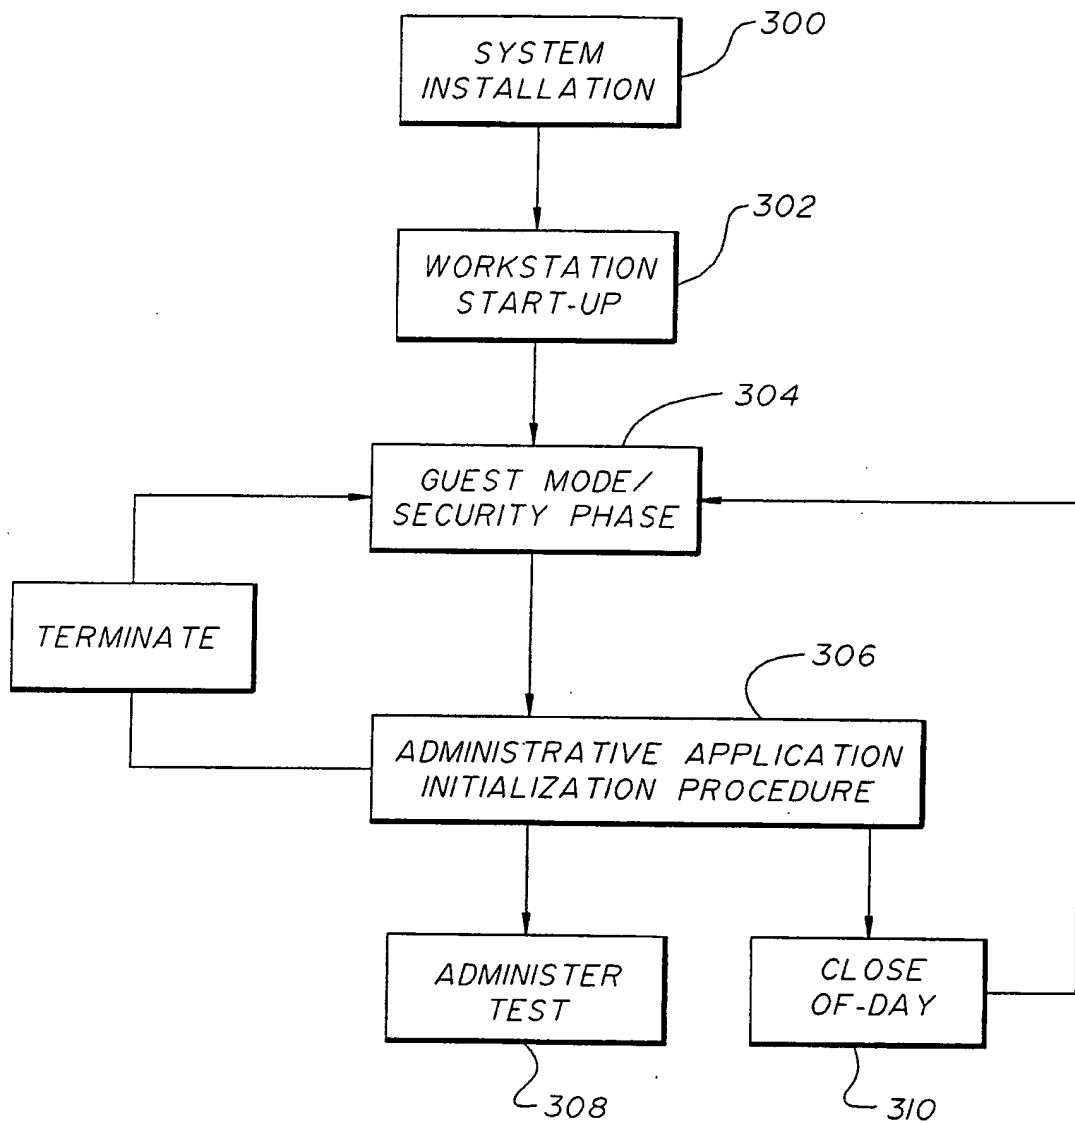 300
SYSTEM
INSTALLATION
302
WORKSTATION
START-UP
304
GUEST MODE/
SECURITY PHASE
TERMINATE
306
ADMINISTRATIVE APPLICATION
INITIALIZATION PROCEDURE
ADMINISTER
TEST
CLOSE
OF-DAY
308
310